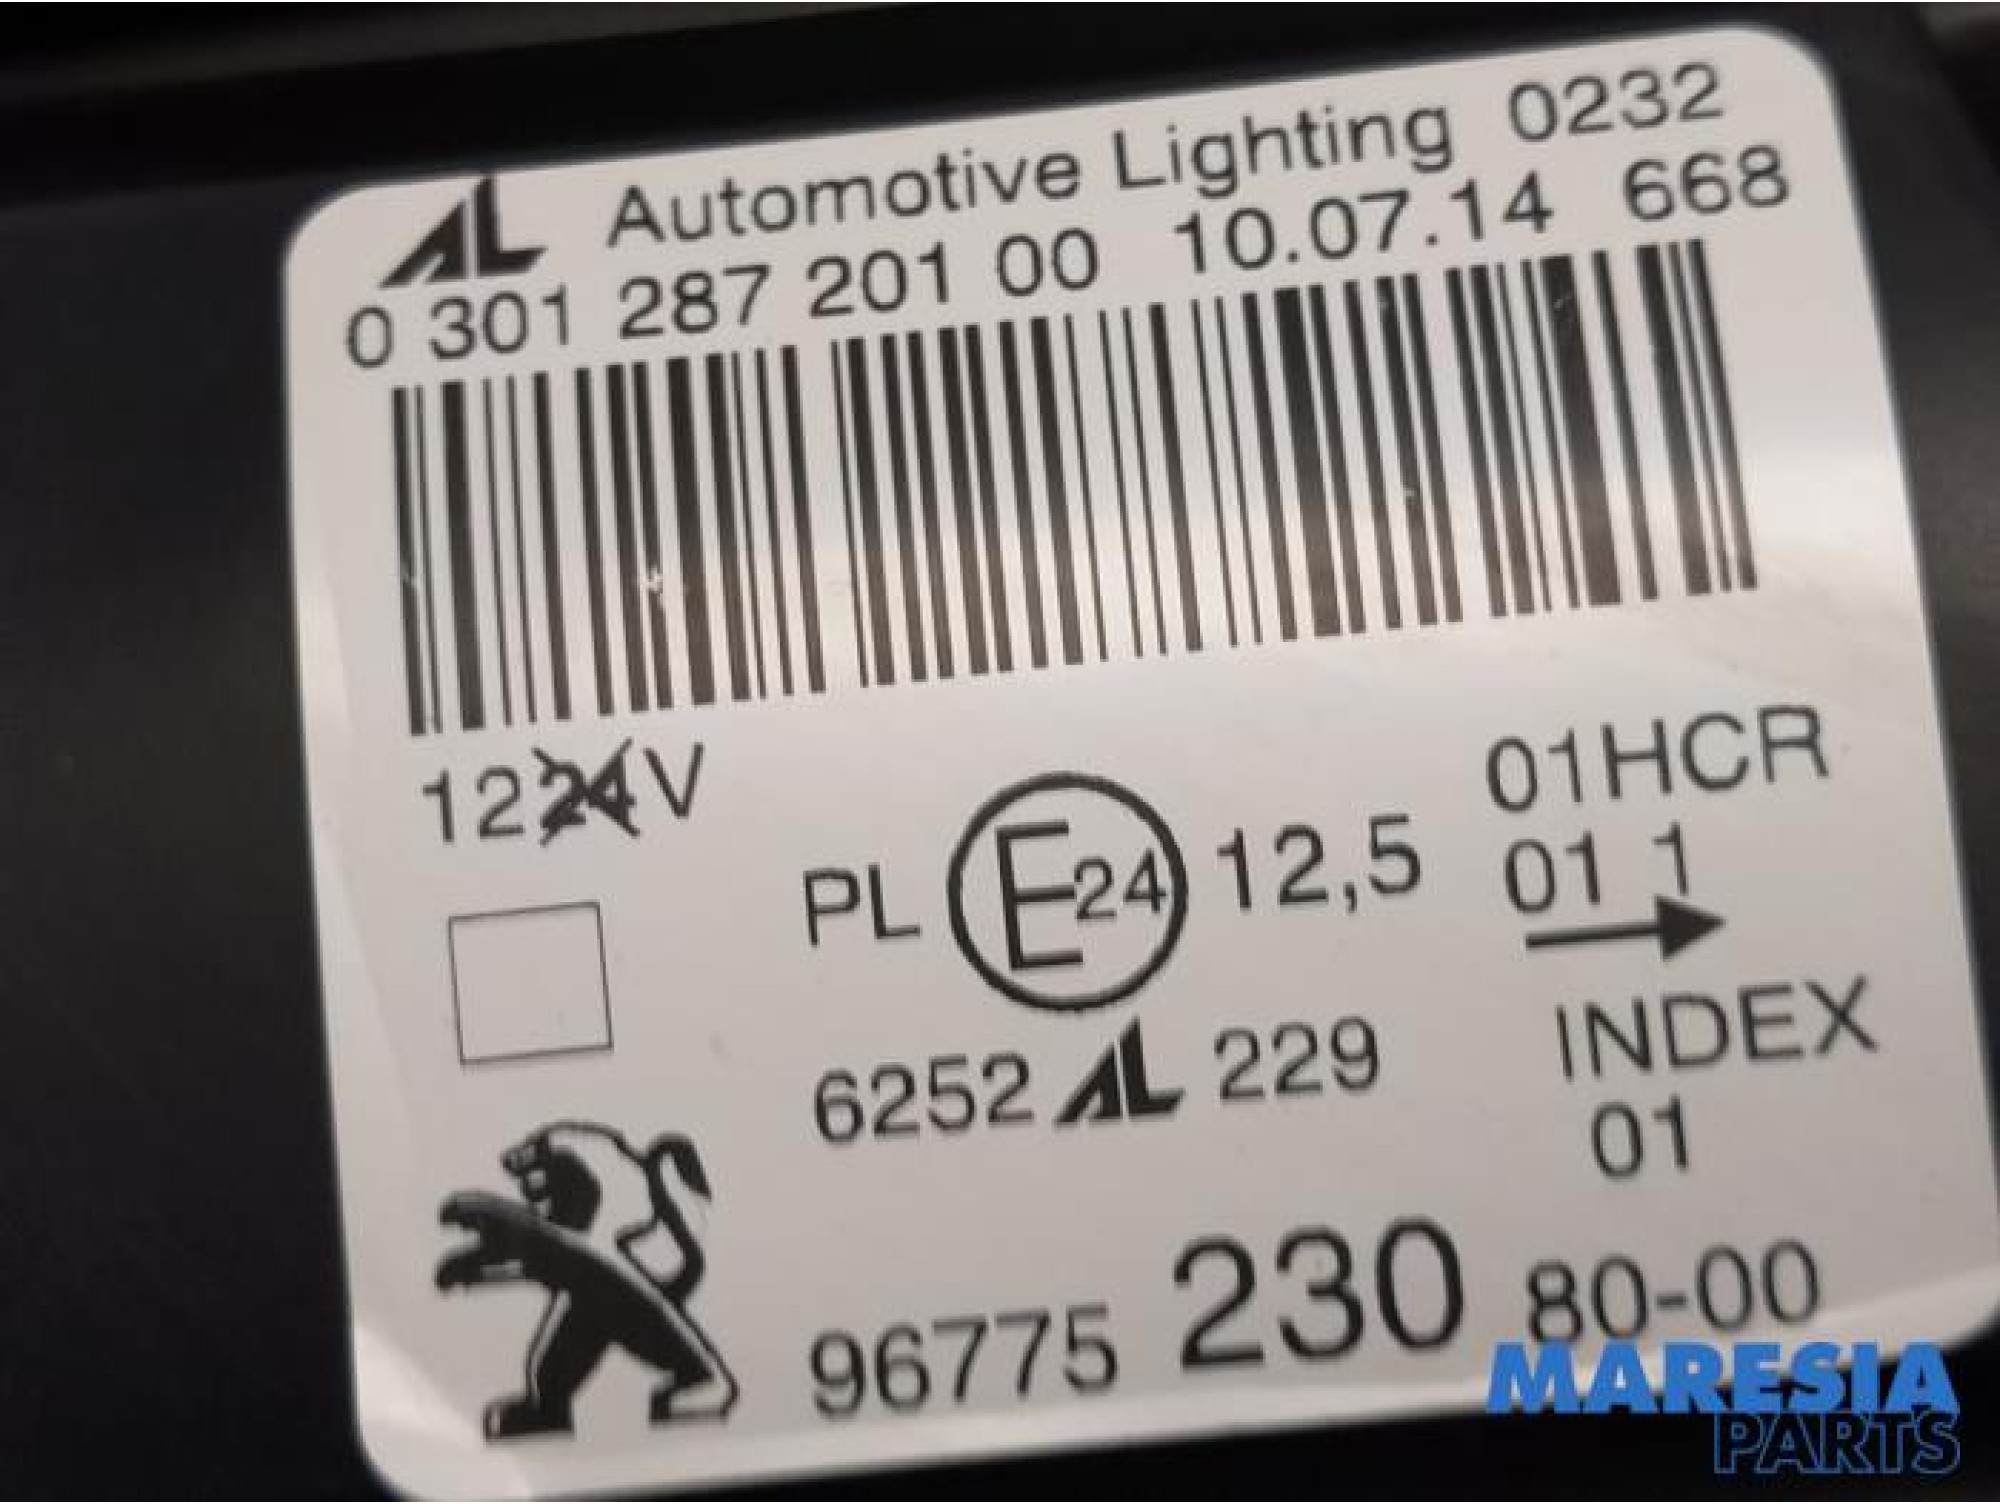 AL Automotive Lighting 0232
0 301 287 201 00 10.07.14 668
1224V
01HCR
PL E24 12,5 01 1
6252 AL 229
INDEX
01
96775 230 80-00
MARESIA
PARTS